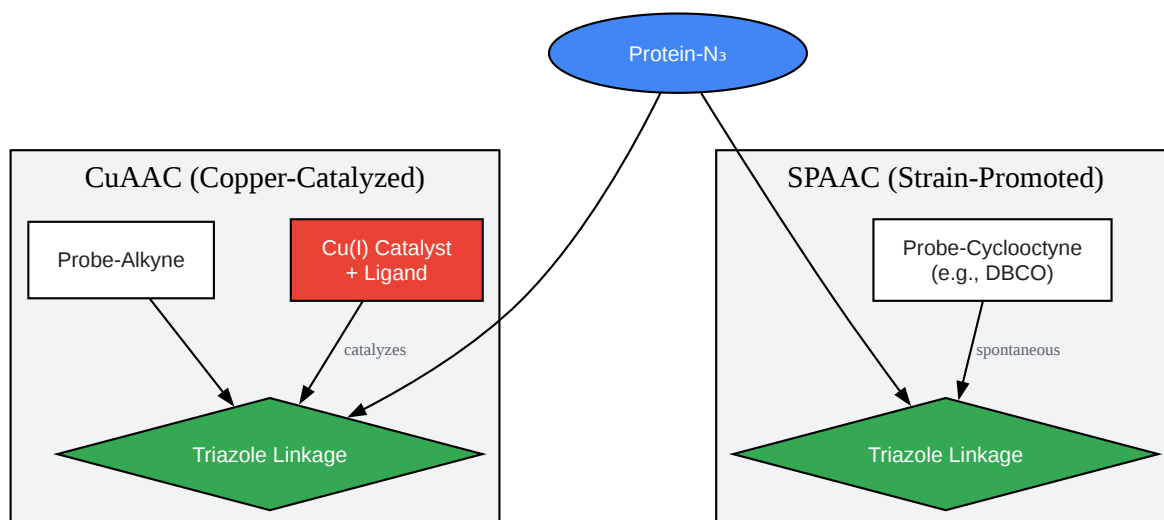 Protein-N₃
CuAAC (Copper-Catalyzed)
Probe-Alkyne
Cu(I) Catalyst
+ Ligand
catalyzes
Triazole Linkage
SPAAC (Strain-Promoted)
Probe-Cyclooctyne
(e.g., DBCO)
spontaneous
Triazole Linkage